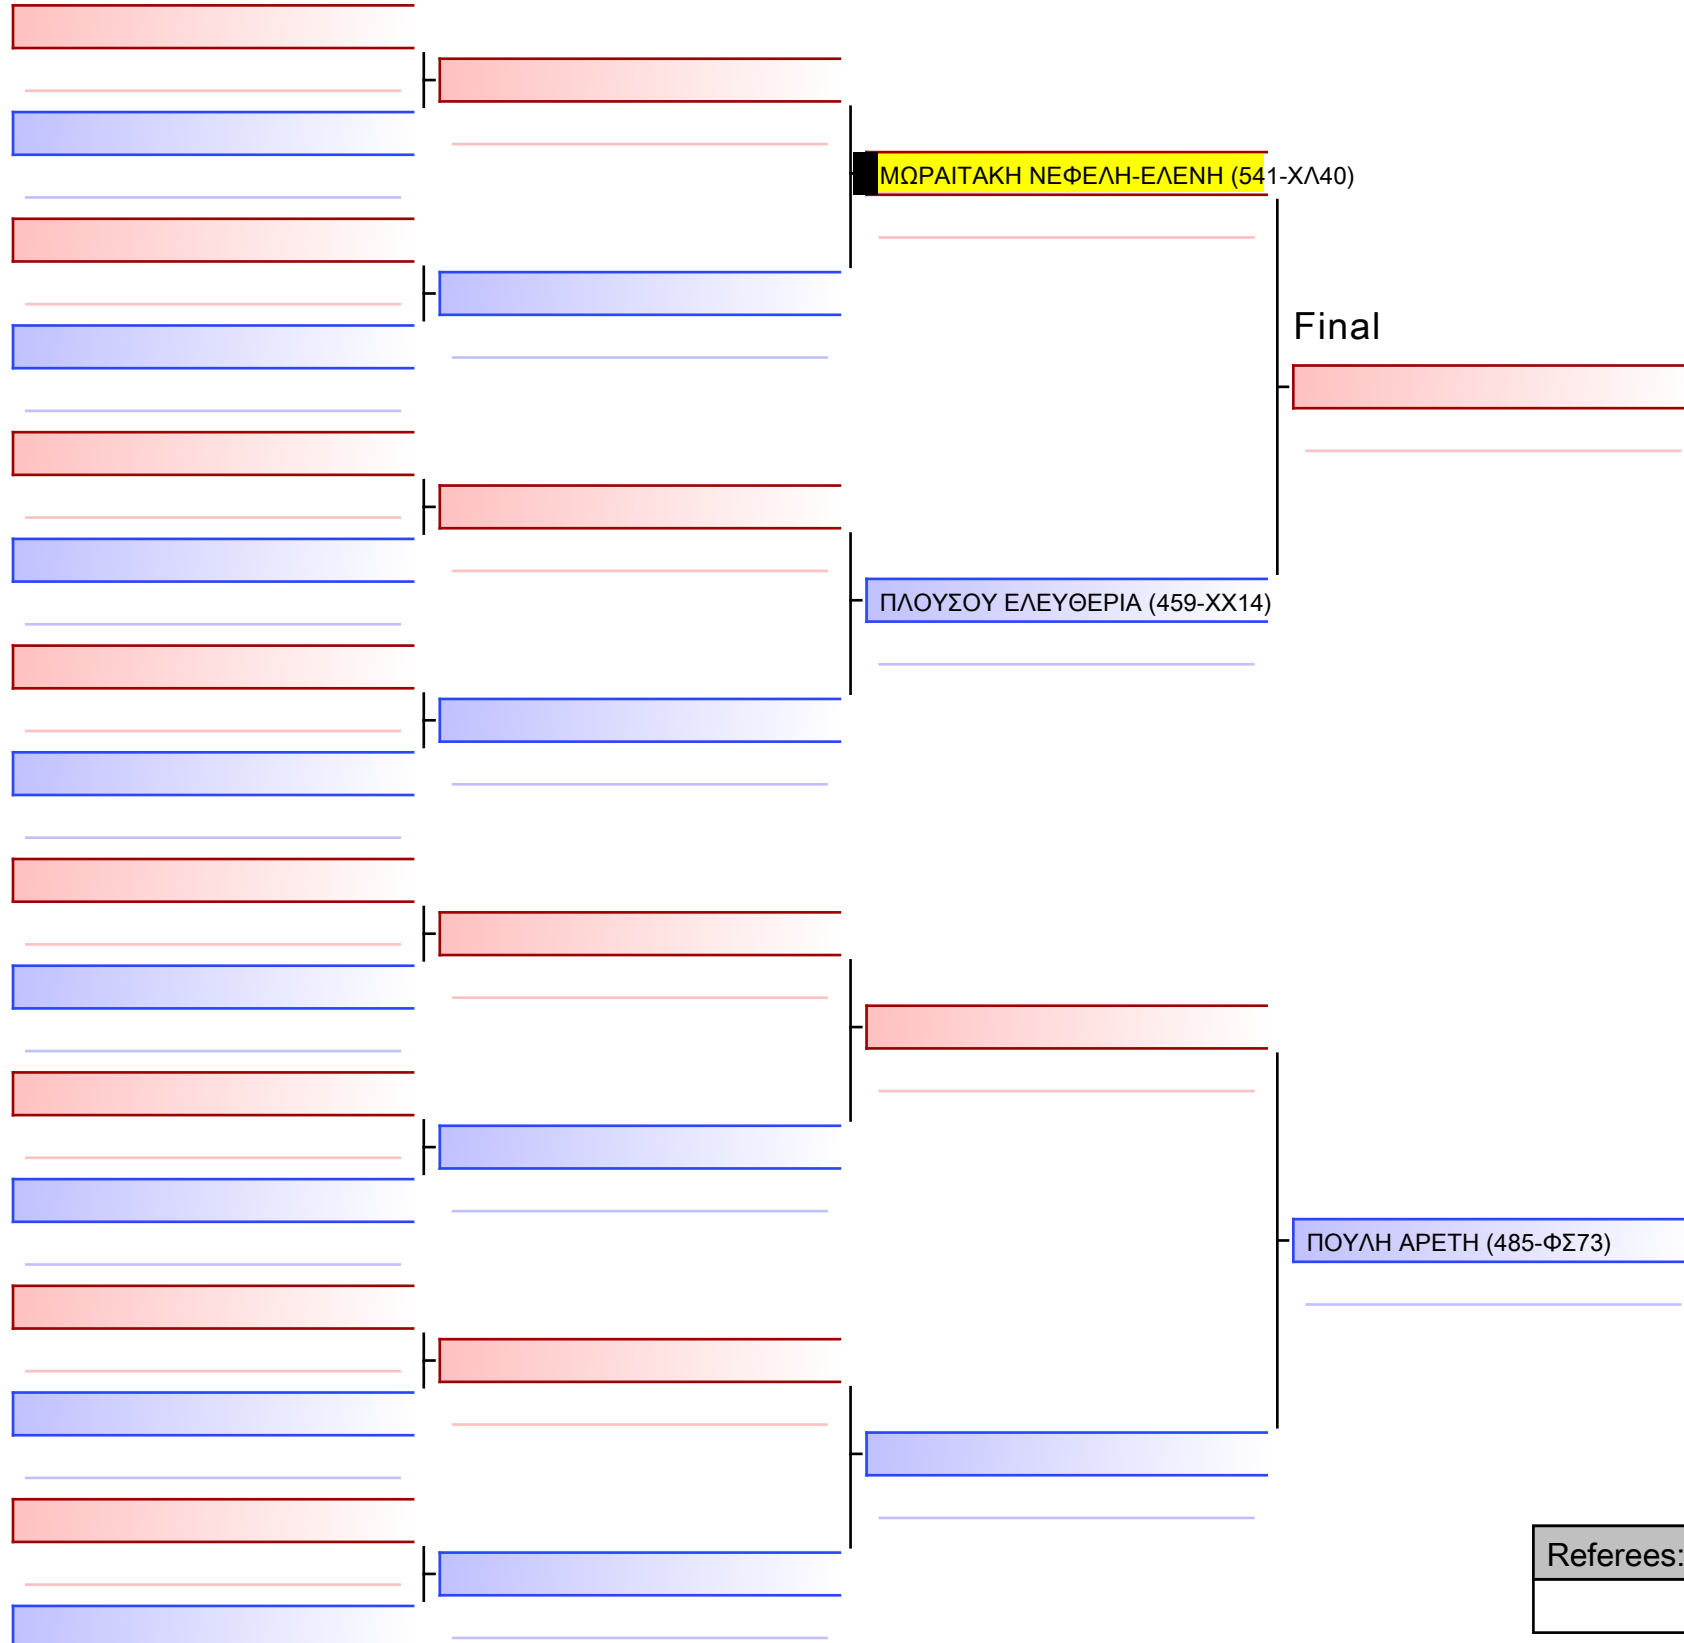 ΜΩΡΑΙΤΑΚΗ ΝΕΦΕΛΗ-ΕΛΕΝΗ (541-ΧΛ40)
Final
ΠΛΟΥΣΟΥ ΕΛΕΥΘΕΡΙΑ (459-ΧΧ14)
ΠΟΥΛΗ ΑΡΕΤΗ (485-ΦΣ73)
Referees: